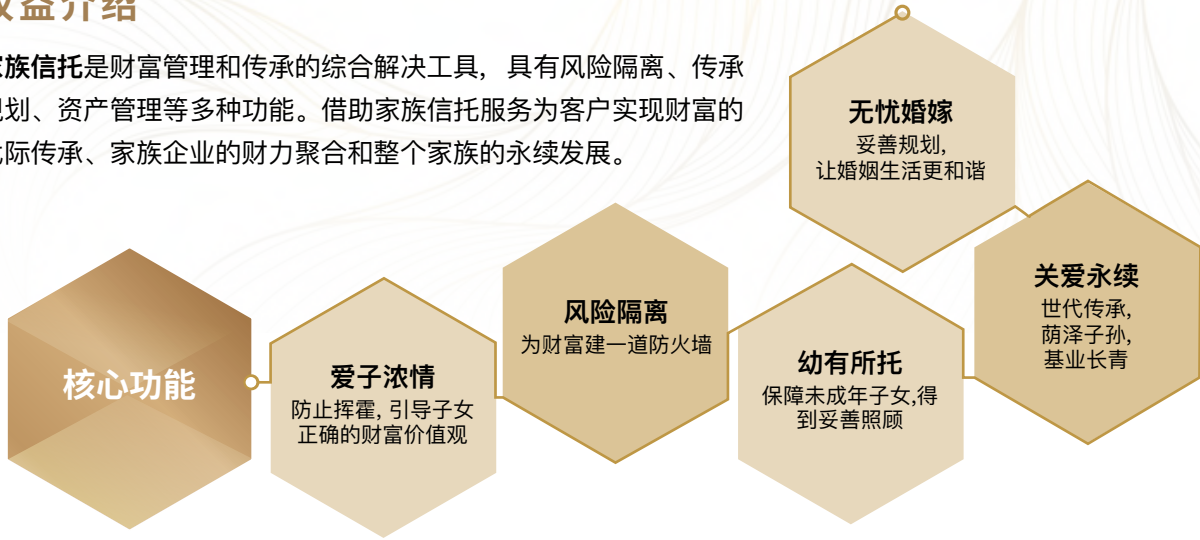 权益介绍
家族信托是财富管理和传承的综合解决工具, 具有风险隔离、传承
规划、资产管理等多种功能。借助家族信托服务为客户实现财富的
代际传承、家族企业的财力聚合和整个家族的永续发展。
核心功能
爱子浓情
防止挥霍, 引导子女
正确的财富价值观
风险隔离
为财富建一道防火墙
幼有所托
保障未成年子女,得
到妥善照顾
无忧婚嫁
妥善规划,
让婚姻生活更和谐
关爱永续
世代传承,
荫泽子孙,
基业长青